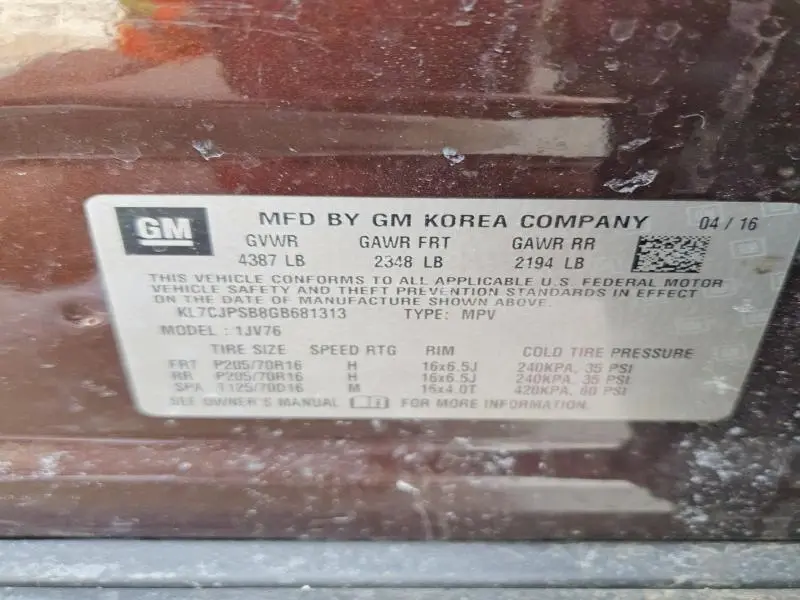 GM MFD BY GM KOREA COMPANY 04 / 16
GVWR GAWR FRT GAWR RR
4387 LB 2348 LB 2194 LB
THIS VEHICLE CONFORMS TO ALL APPLICABLE U.S. FEDERAL MOTOR
VEHICLE SAFETY AND THEFT PREVENTION STANDARDS IN EFFECT
ON THE DATE OF MANUFACTURE SHOWN ABOVE.
KL7CJPSB8GB681313 TYPE: MPV
MODEL : 1JV76
TIRE SIZE SPEED RTG RIM COLD TIRE PRESSURE
FRT P205/70R16 H 16x6.5J 240KPA, 35 PSI
RR P205/70R16 H 16x6.5J 240KPA, 35 PSI
SPA T125/70D16 M 16x4.0T 420KPA, 60 PSI
SEE OWNER'S MANUAL FOR MORE INFORMATION.